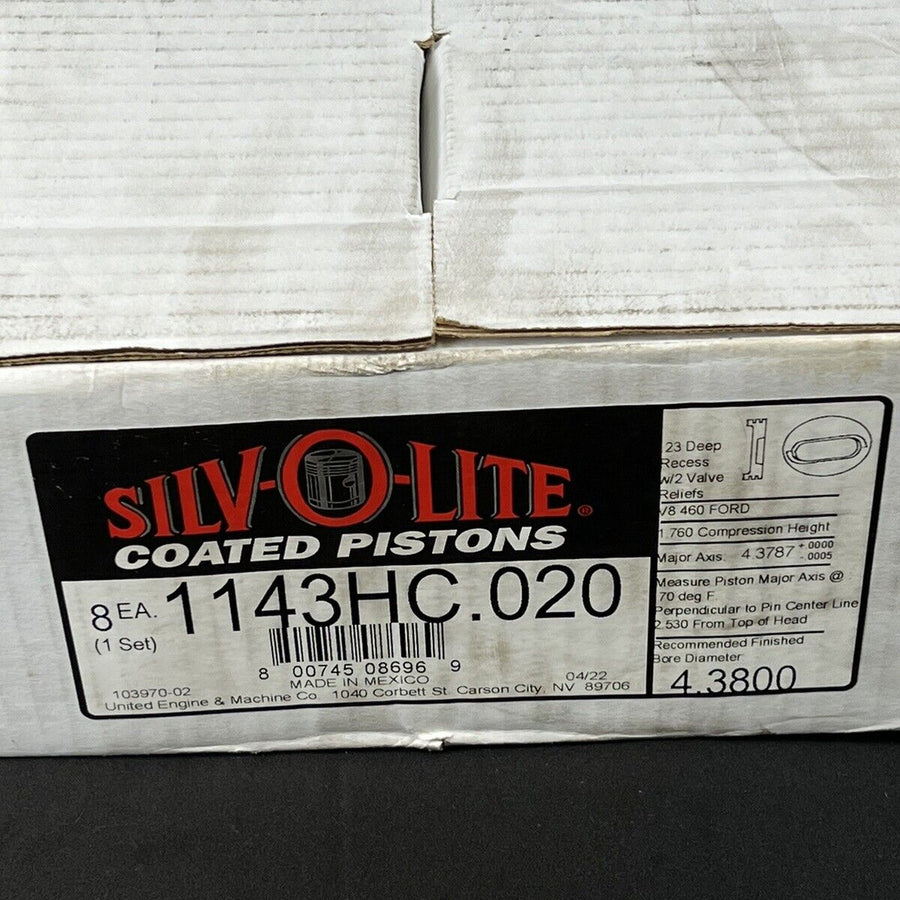 SILV-O-LITE®
COATED PISTONS
8 EA. 1143HC.020
(1 Set)
8 00745 08696 9
MADE IN MEXICO
04/22
103970-02
United Engine & Machine Co. 1040 Corbett St. Carson City, NV 89706
.23 Deep
Recess
w/2 Valve
Reliefs
V8 460 FORD
1.760 Compression Height
Major Axis: 4.3787 +.0000 -.0005
Measure Piston Major Axis @
70 deg F.
Perpendicular to Pin Center Line
2.530 From Top of Head
Recommended Finished
Bore Diameter
4.3800